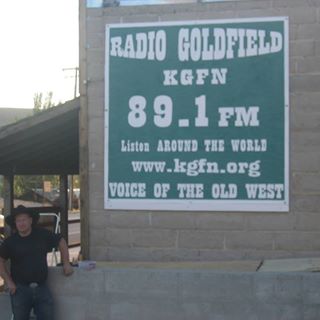 RADIO GOLDFIELD
KGFN
89.1 FM
Listen AROUND THE WORLD
www.kgfn.org
VOICE OF THE OLD WEST